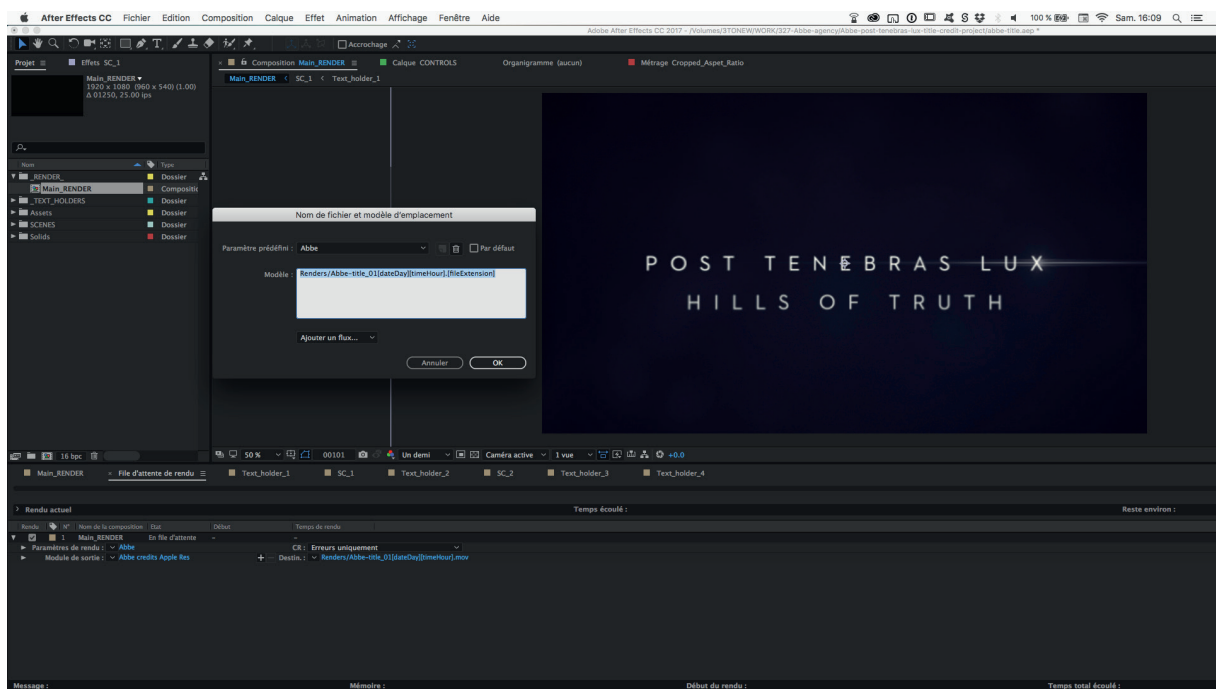 After Effects CC Fichier Edition Composition Calque Effet Animation Affichage Fenêtre Aide 100 % Sam. 16:09
Adobe After Effects CC 2017 - /Volumes/3TONEW/WORK/327-Abbe-agency/Abbe-post-tenebras-lux-title-credit-project/abbe-title.aep *
Accrochage
Projet Effets SC_1 Composition Main_RENDER Calque CONTROLS Organigramme (aucun) Métrage Cropped_Aspet_Ratio
Main_RENDER SC_1 Text_holder_1
Main_RENDER
1920 x 1080 (960 x 540) (1.00)
Δ 01250, 25.00 ips
Nom Type
_RENDER_ Dossier
Main_RENDER Compositic
_TEXT_HOLDERS Dossier
Assets Dossier
SCENES Dossier
Solids Dossier
Nom de fichier et modèle d'emplacement
Paramètre prédéfini : Abbe Par défaut
Modèle : Renders/Abbe-title_01[dateDay][timeHour].[fileExtension]
Ajouter un flux...
Annuler OK
POST TENEBRAS LUX
HILLS OF TRUTH
16 bpc 50 % 00101 Un demi Caméra active 1 vue +0.0
Main_RENDER × File d'attente de rendu Text_holder_1 SC_1 Text_holder_2 SC_2 Text_holder_3 Text_holder_4
Rendu actuel Temps écoulé : Reste environ :
Rendu N° Nom de la composition Etat Début Temps de rendu
1 Main_RENDER En file d'attente – –
Paramètres de rendu : Abbe CR : Erreurs uniquement
Module de sortie : Abbe credits Apple Res + – Destin. : Renders/Abbe-title_01[dateDay][timeHour].mov
Message : Mémoire : Début du rendu : Temps total écoulé :